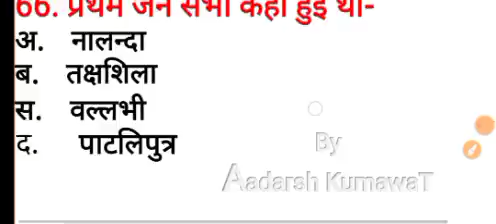 66. प्रथम जैन सभा कहाँ हुई थी-
अ. नालन्दा
ब. तक्षशिला
स. वल्लभी
द. पाटलिपुत्र
By
Aadarsh KumawaT